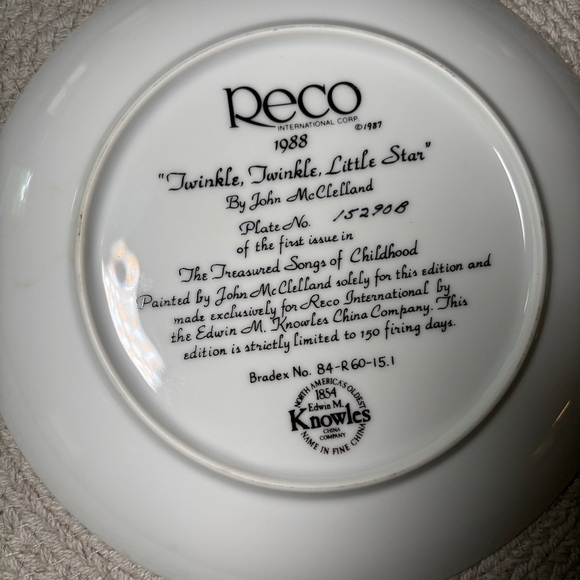 Reco
INTERNATIONAL CORP. ©1987
1988
"Twinkle, Twinkle, Little Star"
By John McClelland
Plate No. 15290B
of the first issue in
The Treasured Songs of Childhood
Painted by John McClelland solely for this edition and
made exclusively for Reco International by
the Edwin M. Knowles China Company. This
edition is strictly limited to 150 firing days.
Bradex No. 84-R60-15.1
NORTH AMERICA'S OLDEST
1854
Edwin M.
Knowles
CHINA
COMPANY
NAME IN FINE CHINA